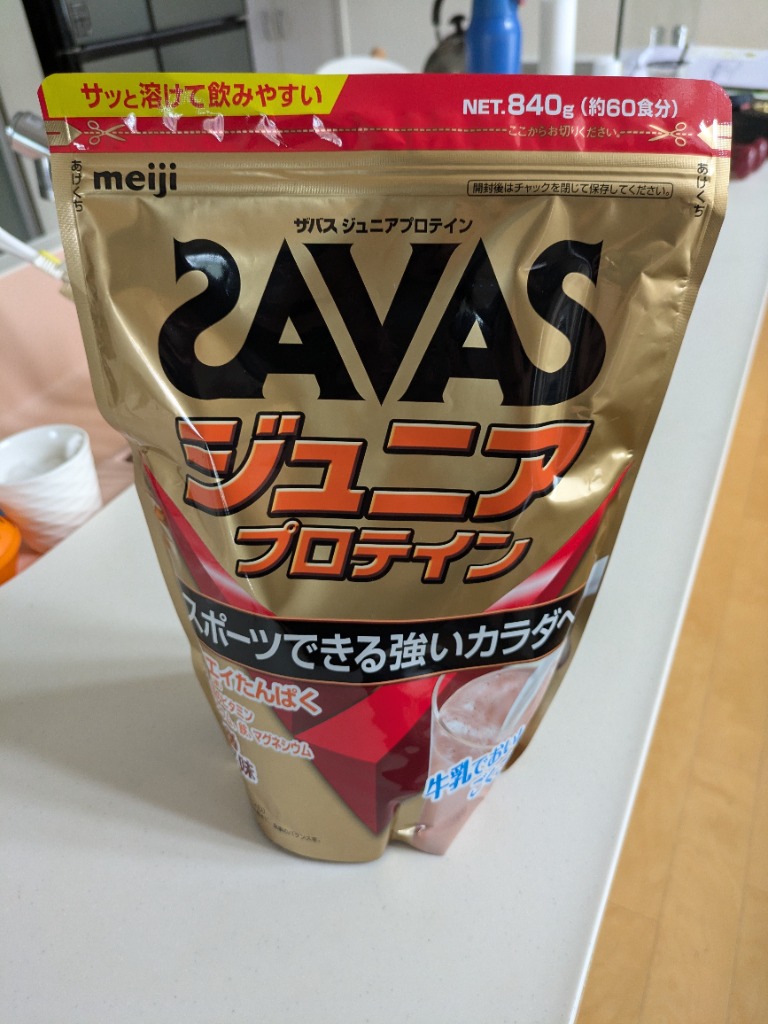 サッと溶けて飲みやすい
NET.840g (約60食分)
ここからお切りください。
あけくち
あけくち
meiji
開封後はチャックを閉じて保存してください。
ザバス ジュニアプロテイン
SAVAS
ジュニア
プロテイン
スポーツできる強いカラダへ
エイたんぱく
鉄、マグネシウム
味
牛乳でおい